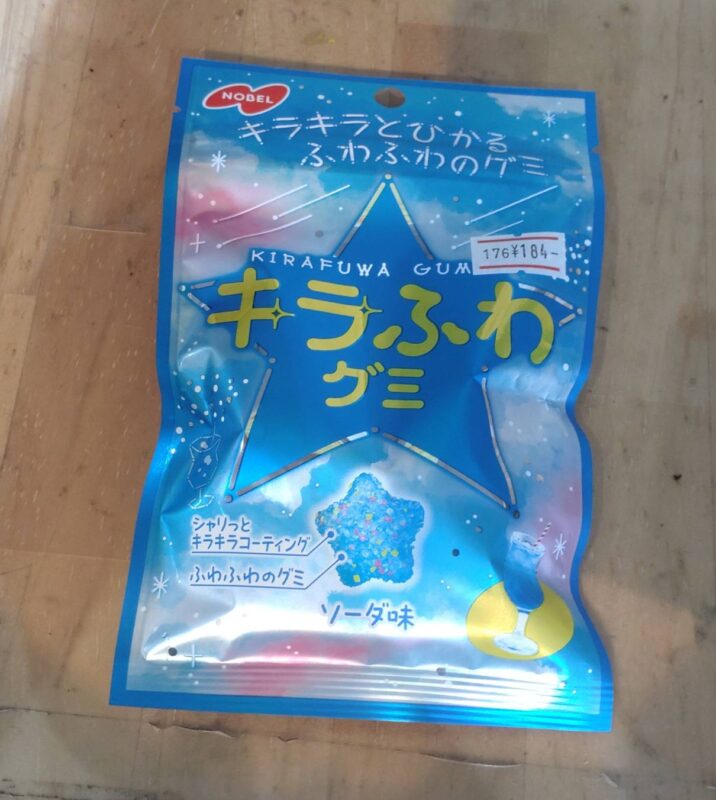 NOBEL
キラキラとひかる
ふわふわのグミ
KIRAFUWA GUM
176¥184-
キラふわ
グミ
シャリっと
キラキラコーティング
ふわふわのグミ
ソーダ味